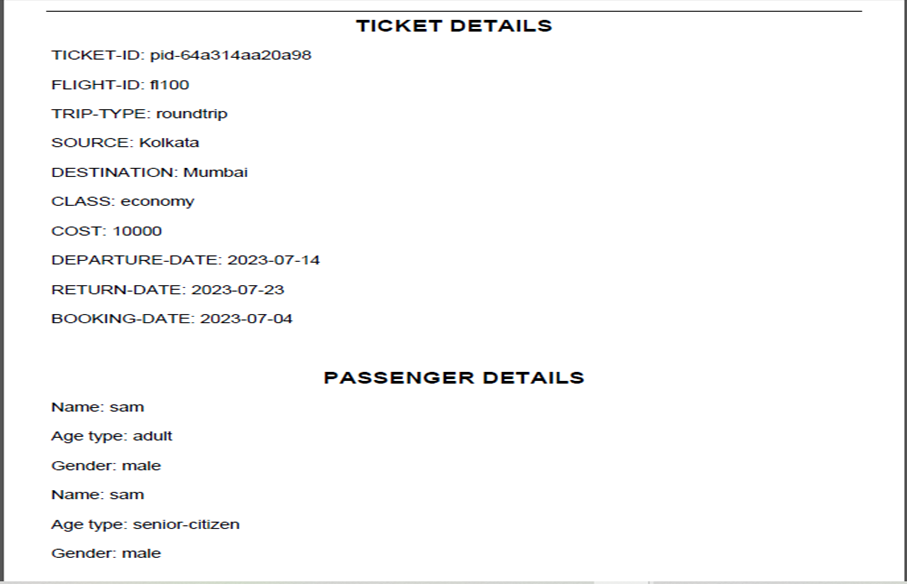 TICKET DETAILS
TICKET-ID: pid-64a314aa20a98
FLIGHT-ID: fl100
TRIP-TYPE: roundtrip
SOURCE: Kolkata
DESTINATION: Mumbai
CLASS: economy
COST: 10000
DEPARTURE-DATE: 2023-07-14
RETURN-DATE: 2023-07-23
BOOKING-DATE: 2023-07-04
PASSENGER DETAILS
Name: sam
Age type: adult
Gender: male
Name: sam
Age type: senior-citizen
Gender: male